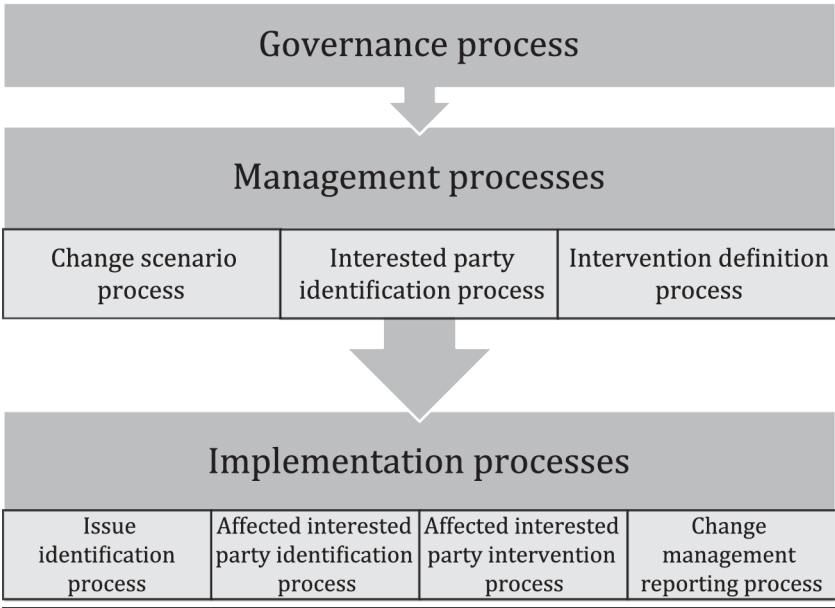 Governance process
Management processes
Change scenario
process
Interested party
identification process
Intervention definition
process
Implementation processes
Issue
identification
process
Affected interested
party identification
process
Affected interested
party intervention
process
Change
management
reporting process